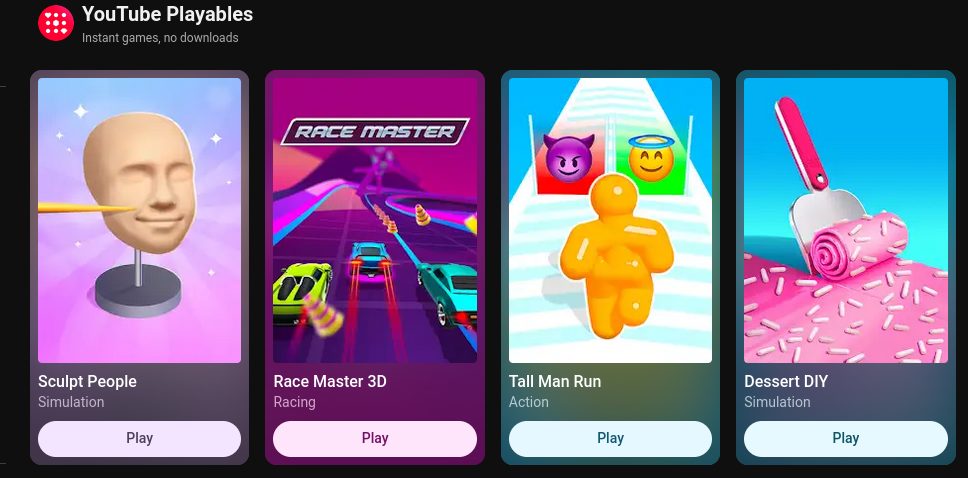 YouTube Playables
Instant games, no downloads
RACE MASTER
Sculpt People
Simulation
Play
Race Master 3D
Racing
Play
Tall Man Run
Action
Play
Dessert DIY
Simulation
Play